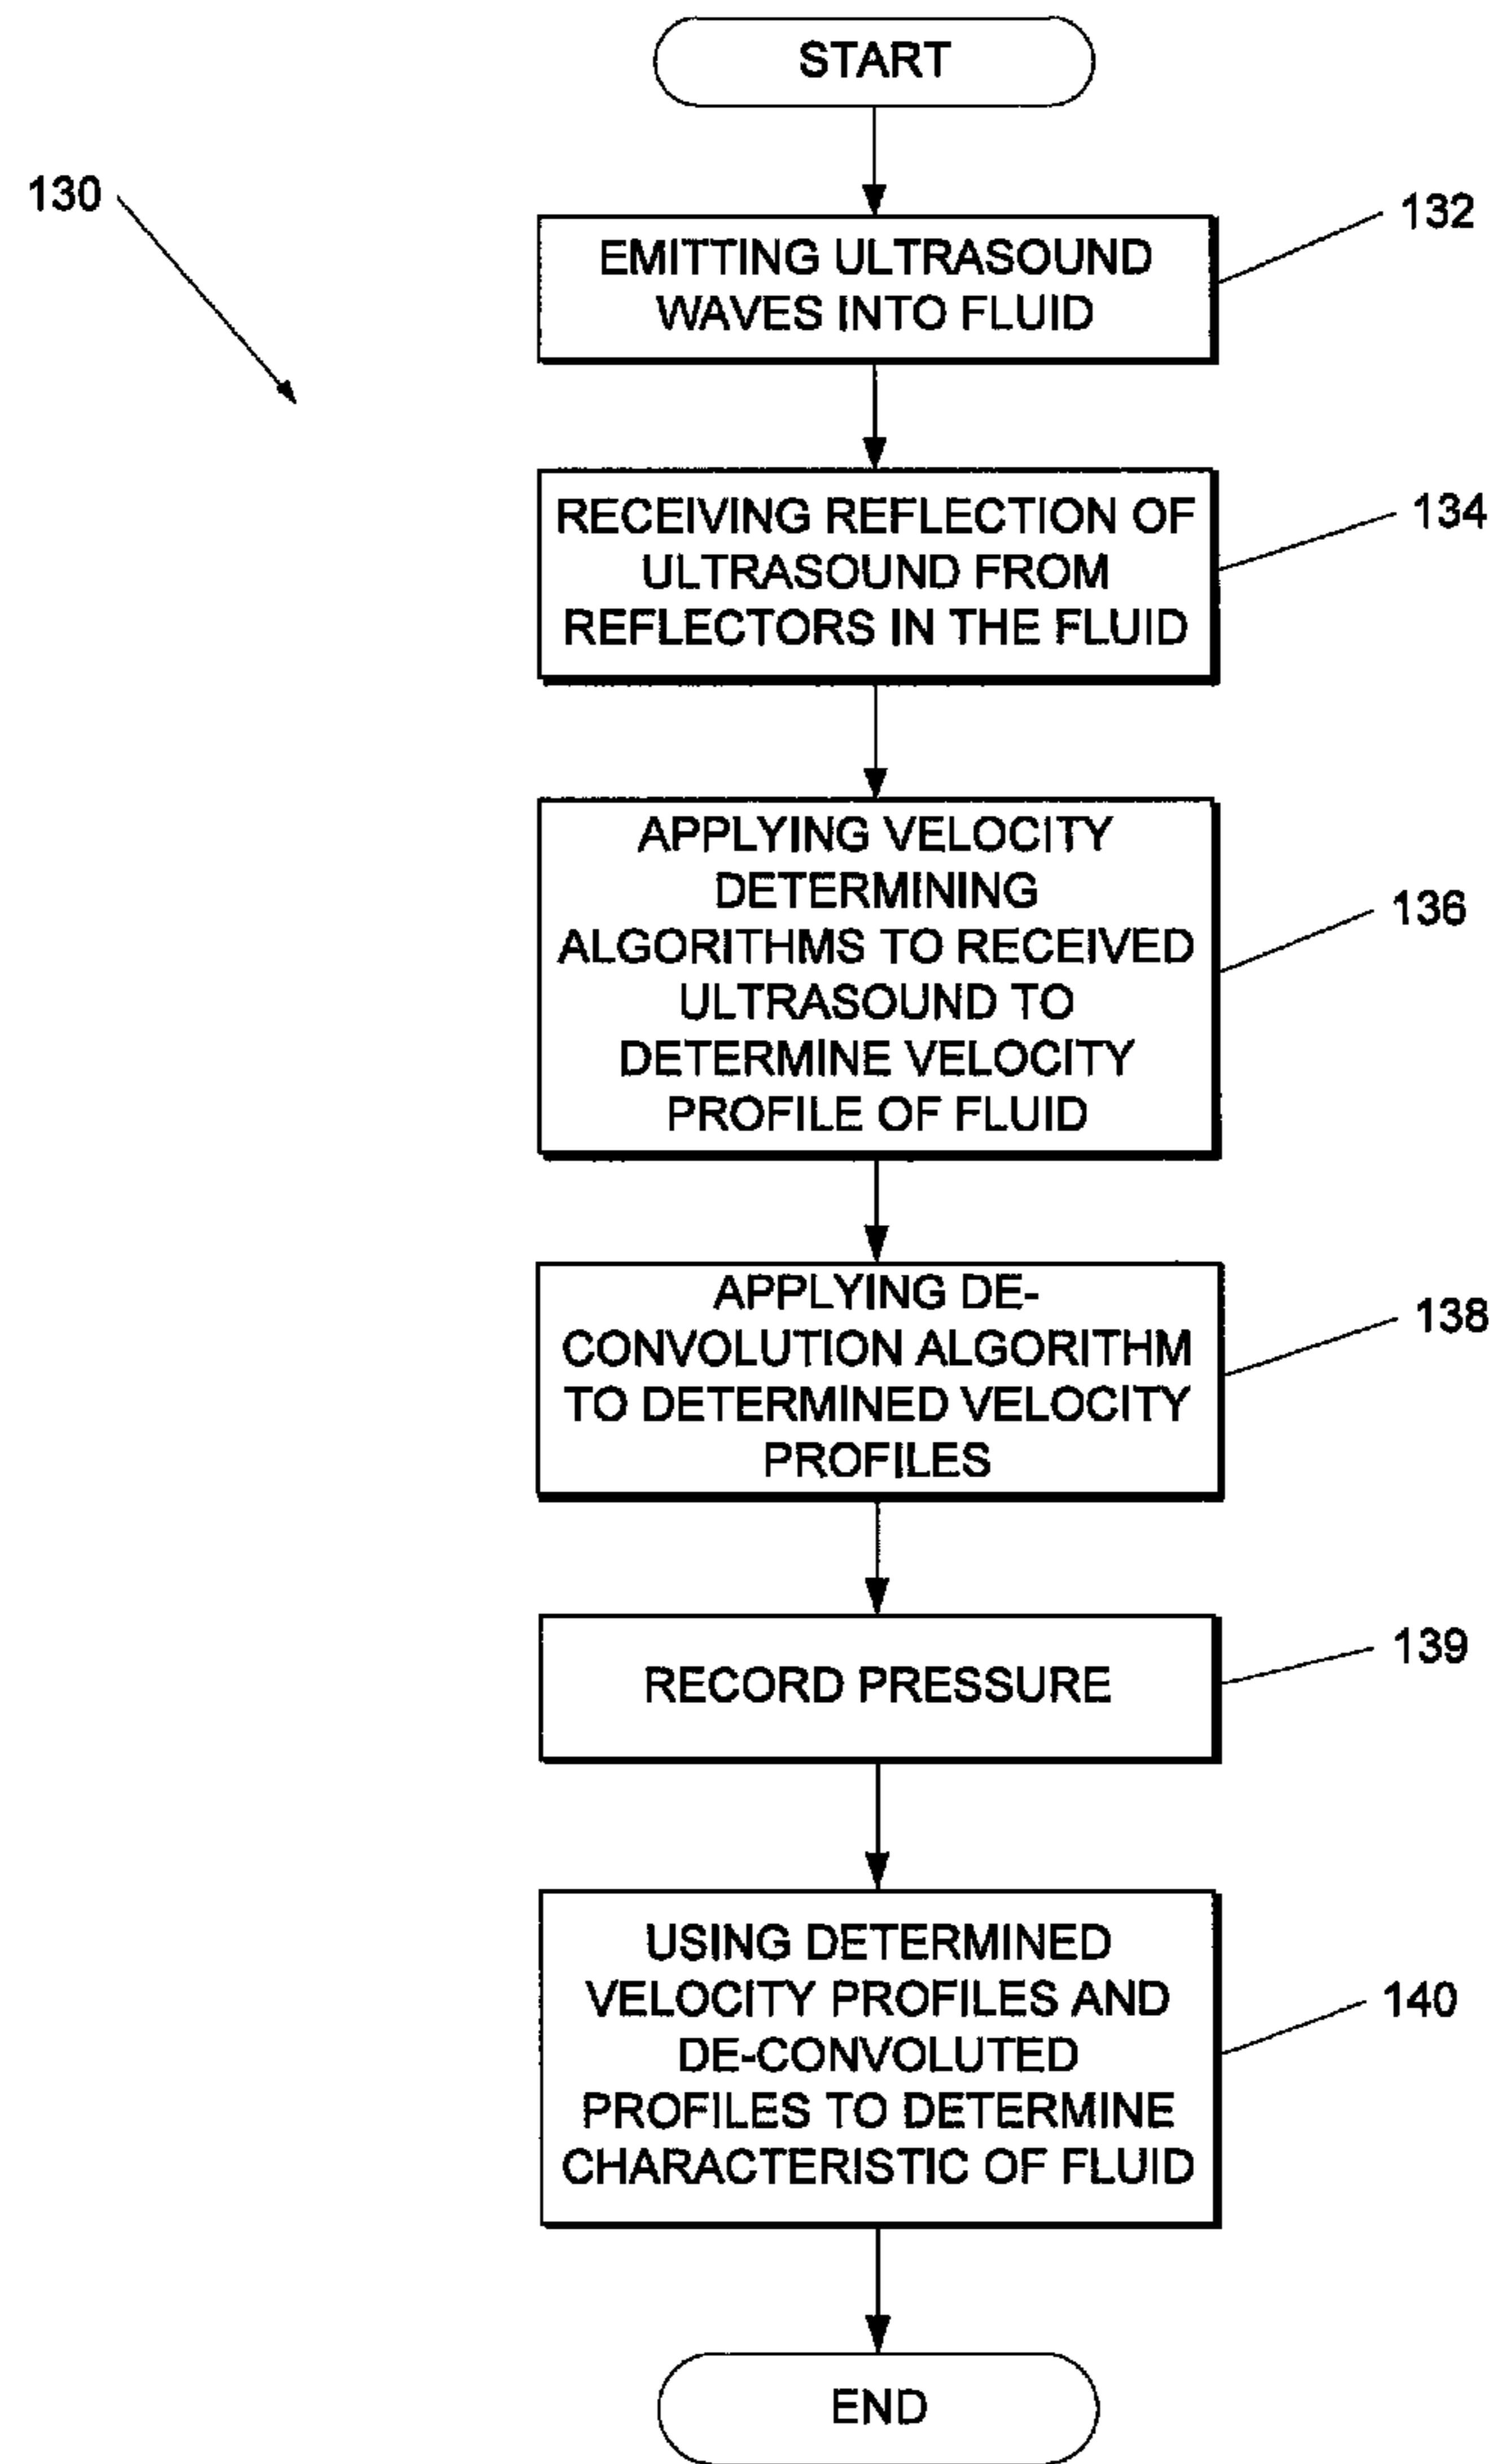 START
130
132
EMITTING ULTRASOUND
WAVES INTO FLUID
134
RECEIVING REFLECTION OF
ULTRASOUND FROM
REFLECTORS IN THE FLUID
136
APPLYING VELOCITY
DETERMINING
ALGORITHMS TO RECEIVED
ULTRASOUND TO
DETERMINE VELOCITY
PROFILE OF FLUID
138
APPLYING DE-
CONVOLUTION ALGORITHM
TO DETERMINED VELOCITY
PROFILES
139
RECORD PRESSURE
140
USING DETERMINED
VELOCITY PROFILES AND
DE-CONVOLUTED
PROFILES TO DETERMINE
CHARACTERISTIC OF FLUID
END